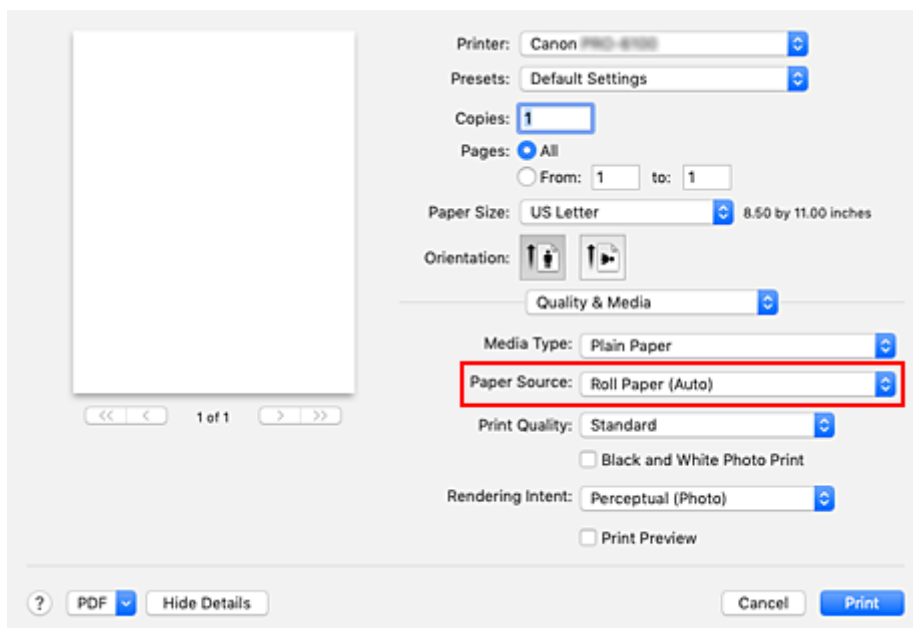 Printer: Canon
Presets: Default Settings
Copies: 1
Pages: All
From: 1 to: 1
Paper Size: US Letter 8.50 by 11.00 inches
Orientation:
Quality & Media
Media Type: Plain Paper
Paper Source: Roll Paper (Auto)
1 of 1
Print Quality: Standard
Black and White Photo Print
Rendering Intent: Perceptual (Photo)
Print Preview
? PDF Hide Details Cancel Print